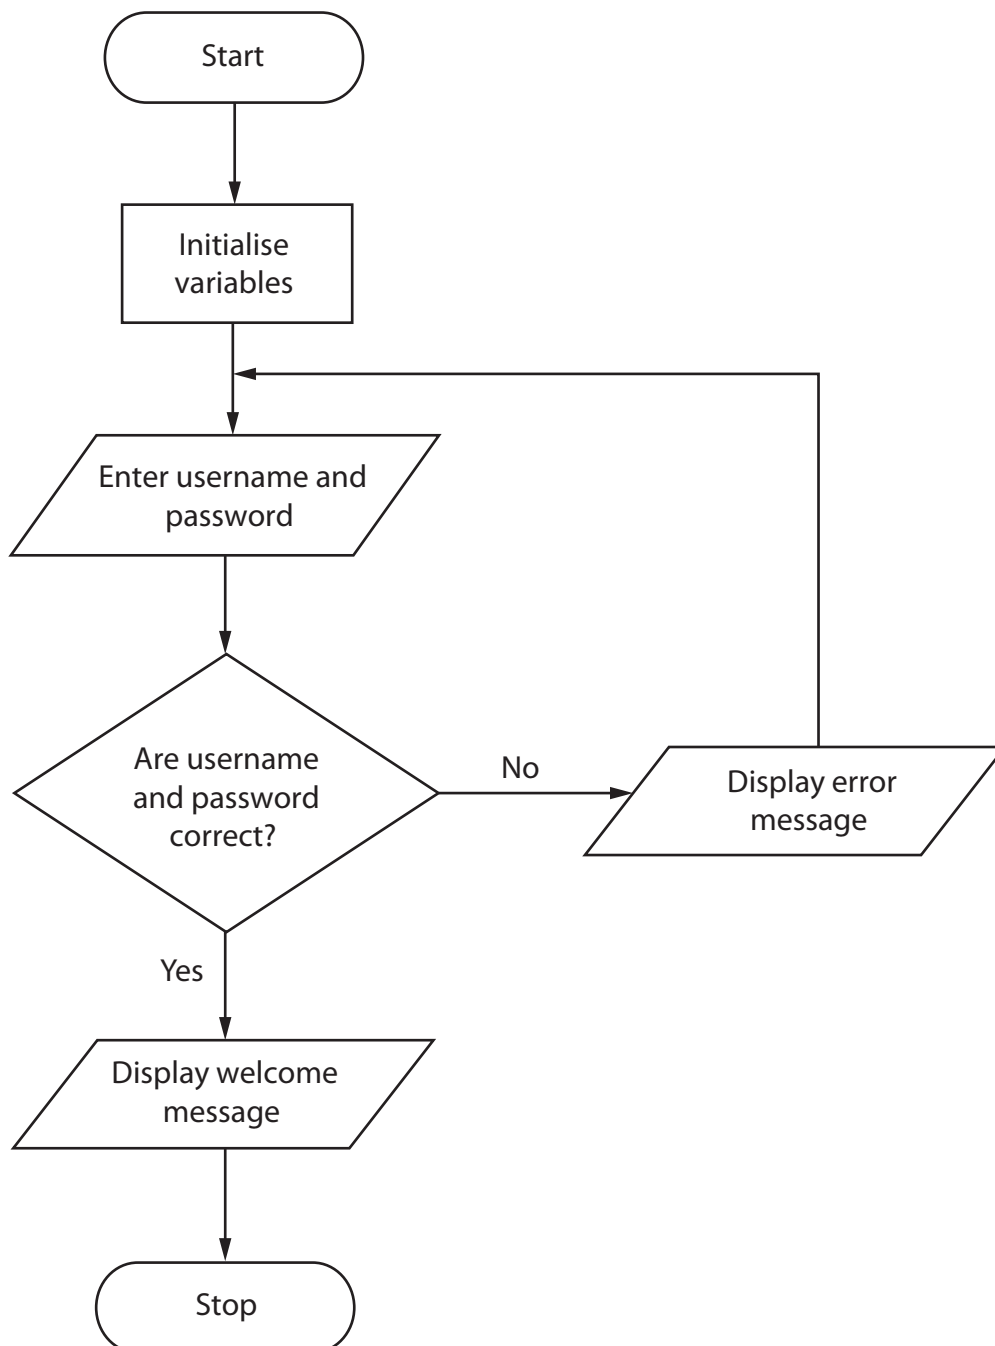 Start
Initialise
variables
Enter username and
password
Are username
and password
correct?
No
Display error
message
Yes
Display welcome
message
Stop